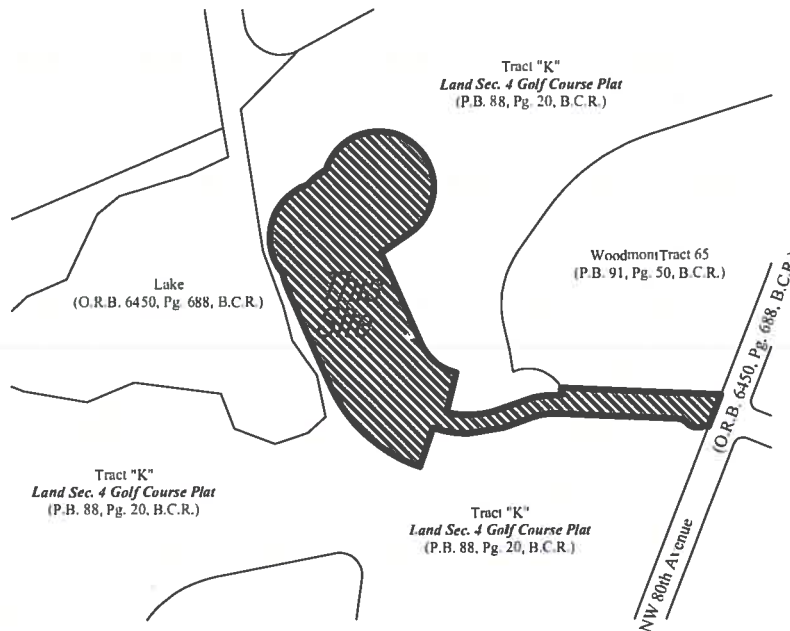 Tract "K"
Land Sec. 4 Golf Course Plat
(P.B. 88, Pg. 20, B.C.R.)
Woodmont Tract 65
(P.B. 91, Pg. 50, B.C.R.)
Lake
(O.R.B. 6450, Pg. 688, B.C.R.)
(O.R.B. 6450, Pg. 688, B.C.R.)
NW 80th Avenue
Tract "K"
Land Sec. 4 Golf Course Plat
(P.B. 88, Pg. 20, B.C.R.)
Tract "K"
Land Sec. 4 Golf Course Plat
(P.B. 88, Pg. 20, B.C.R.)